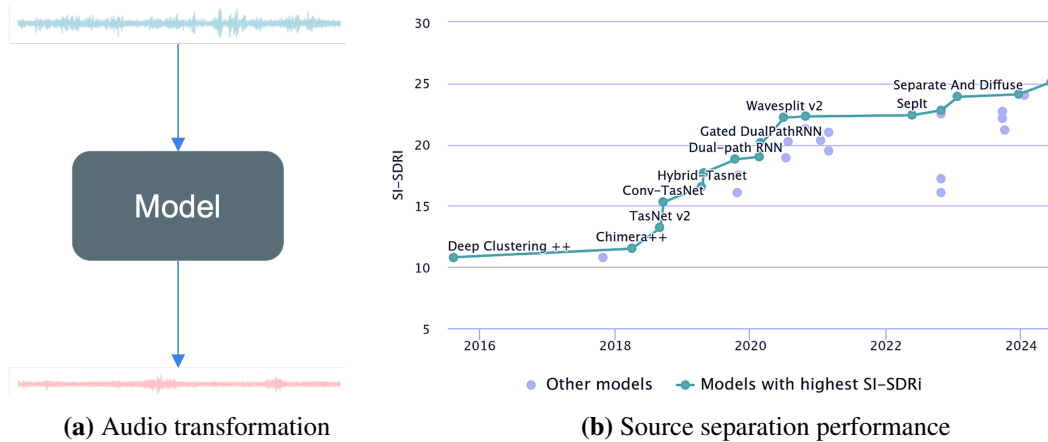 Model
(a) Audio transformation
SI-SDRI
30
25
20
15
10
5
2016
2018
2020
2022
2024
Deep Clustering ++
Chimera++
TasNet v2
Conv-TasNet
Hybrid-Tasnet
Dual-path RNN
Gated DualPathRNN
Wavesplit v2
SepIt
Separate And Diffuse
Other models
Models with highest SI-SDRi
(b) Source separation performance